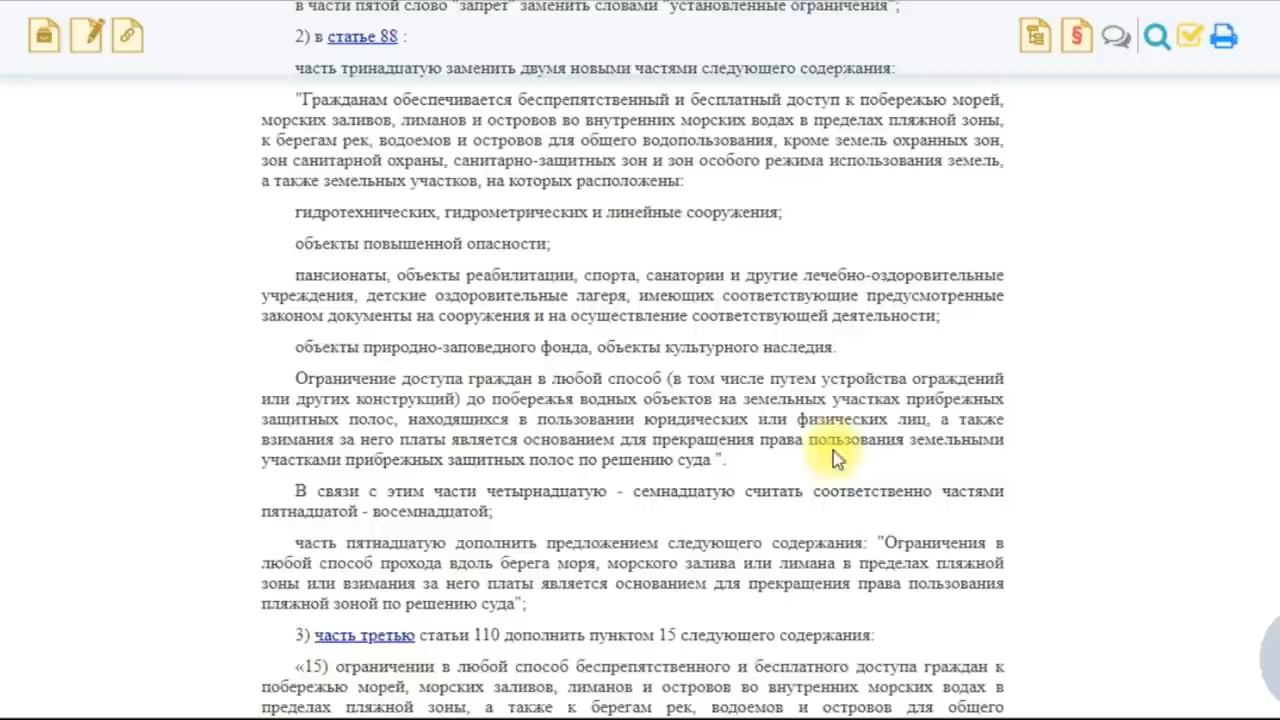 в части пятой слово "запрет" заменить словами "установленные ограничения";
2) в статье 88 :
часть тринадцатую заменить двумя новыми частями следующего содержания:
"Гражданам обеспечивается беспрепятственный и бесплатный доступ к побережью морей,
морских заливов, лиманов и островов во внутренних морских водах в пределах пляжной зоны,
к берегам рек, водоемов и островов для общего водопользования, кроме земель охранных зон,
зон санитарной охраны, санитарно-защитных зон и зон особого режима использования земель,
а также земельных участков, на которых расположены:
гидротехнических, гидрометрических и линейные сооружения;
объекты повышенной опасности;
пансионаты, объекты реабилитации, спорта, санатории и другие лечебно-оздоровительные
учреждения, детские оздоровительные лагеря, имеющих соответствующие предусмотренные
законом документы на сооружения и на осуществление соответствующей деятельности;
объекты природно-заповедного фонда, объекты культурного наследия.
Ограничение доступа граждан в любой способ (в том числе путем устройства ограждений
или других конструкций) до побережья водных объектов на земельных участках прибрежных
защитных полос, находящихся в пользовании юридических или физических лиц, а также
взимания за него платы является основанием для прекращения права пользования земельными
участками прибрежных защитных полос по решению суда ".
В связи с этим части четырнадцатую - семнадцатую считать соответственно частями
пятнадцатой - восемнадцатой;
часть пятнадцатую дополнить предложением следующего содержания: "Ограничения в
любой способ прохода вдоль берега моря, морского залива или лимана в пределах пляжной
зоны или взимания за него платы является основанием для прекращения права пользования
пляжной зоной по решению суда";
3) часть третью статьи 110 дополнить пунктом 15 следующего содержания:
«15) ограничении в любой способ беспрепятственного и бесплатного доступа граждан к
побережью морей, морских заливов, лиманов и островов во внутренних морских водах в
пределах пляжной зоны, а также к берегам рек, водоемов и островов для общего